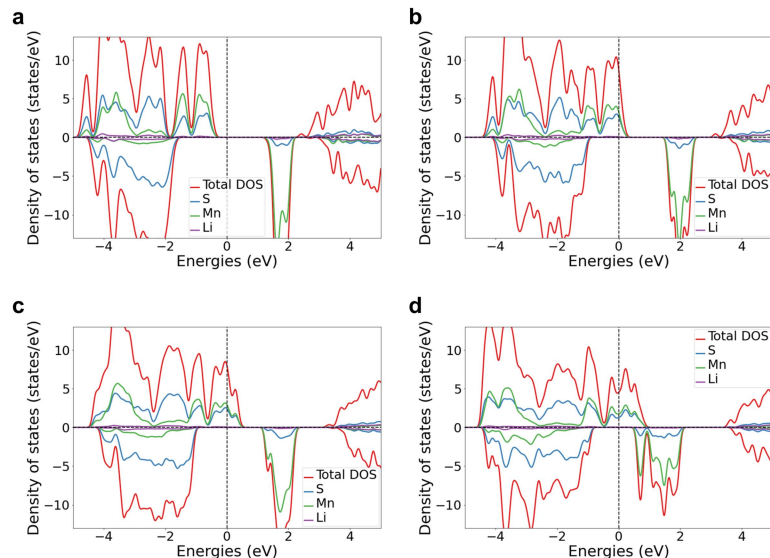 a
Density of states (states/eV)
10
5
0
−5
−10
Total DOS
S
Mn
Li
−4 −2 0 2 4
Energies (eV)
b
Density of states (states/eV)
10
5
0
−5
−10
Total DOS
S
Mn
Li
−4 −2 0 2 4
Energies (eV)
c
Density of states (states/eV)
10
5
0
−5
−10
Total DOS
S
Mn
Li
−4 −2 0 2 4
Energies (eV)
d
Density of states (states/eV)
10
5
0
−5
−10
Total DOS
S
Mn
Li
−4 −2 0 2 4
Energies (eV)